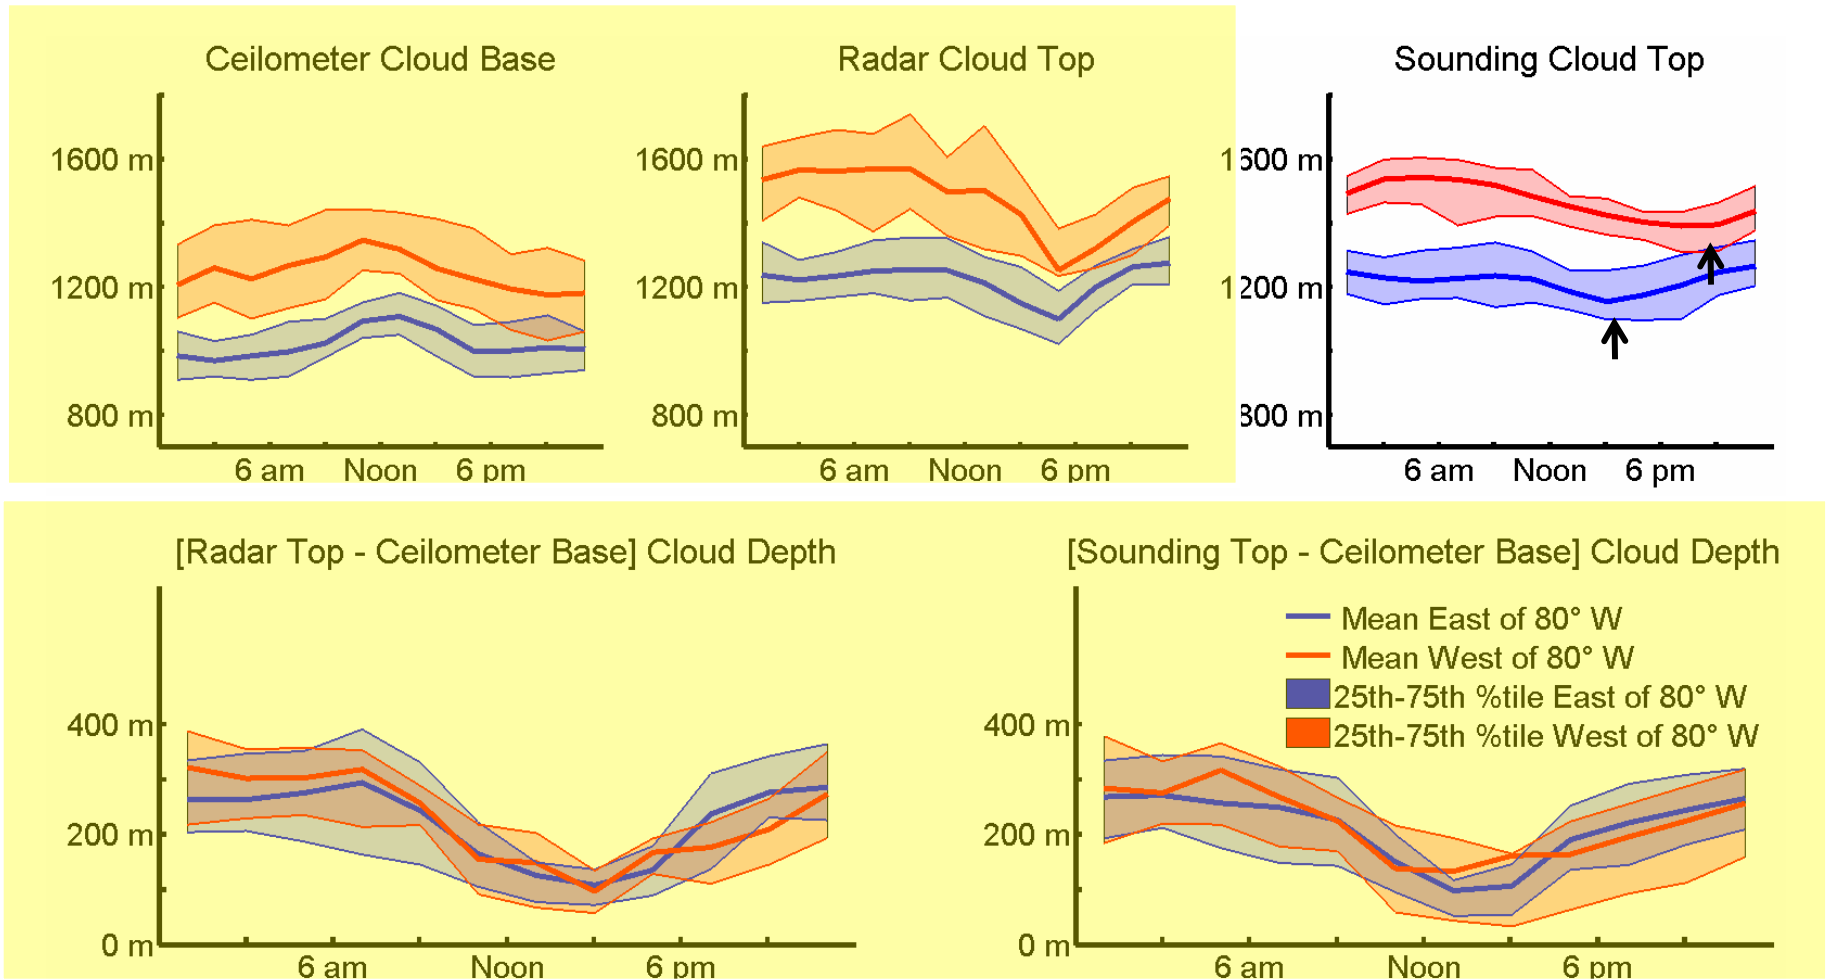 Ceilometer Cloud Base
Radar Cloud Top
Sounding Cloud Top
1600 m
1200 m
800 m
6 am Noon 6 pm
1600 m
1200 m
800 m
6 am Noon 6 pm
1600 m
1200 m
800 m
6 am Noon 6 pm
[Radar Top - Ceilometer Base] Cloud Depth
[Sounding Top - Ceilometer Base] Cloud Depth
400 m
200 m
0 m
6 am Noon 6 pm
Mean East of 80° W
Mean West of 80° W
25th-75th %tile East of 80° W
25th-75th %tile West of 80° W
400 m
200 m
0 m
6 am Noon 6 pm